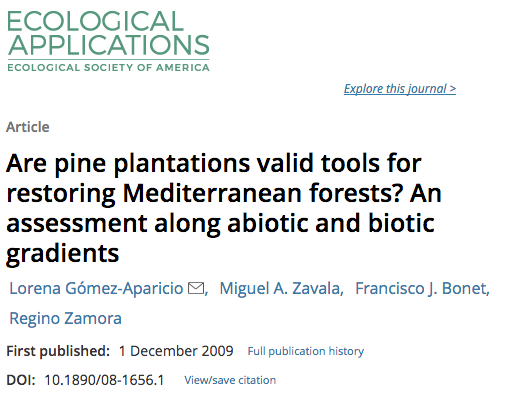 ECOLOGICAL
APPLICATIONS
ECOLOGICAL SOCIETY OF AMERICA
Explore this journal >
Article
Are pine plantations valid tools for
restoring Mediterranean forests? An
assessment along abiotic and biotic
gradients
Lorena Gómez-Aparicio, Miguel A. Zavala, Francisco J. Bonet,
Regino Zamora
First published: 1 December 2009 Full publication history
DOI: 10.1890/08-1656.1 View/save citation